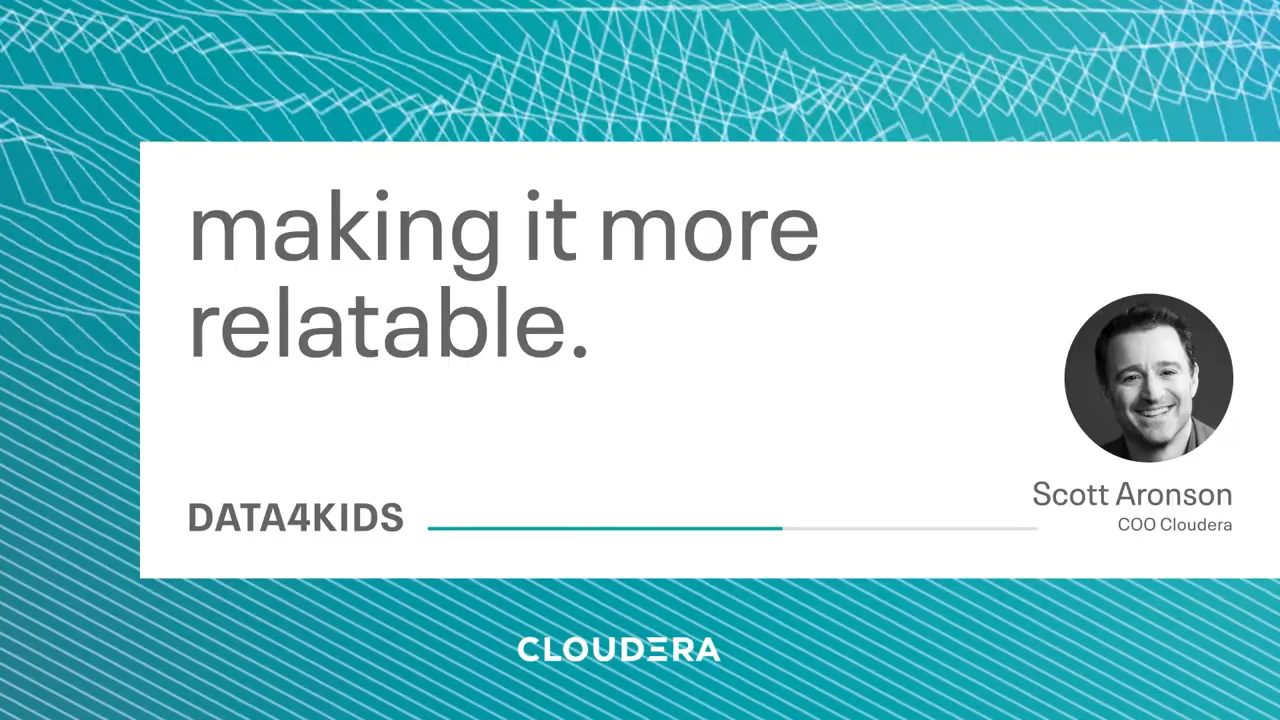 making it more
relatable.
DATA4KIDS
Scott Aronson
COO Cloudera
CLOUDERA